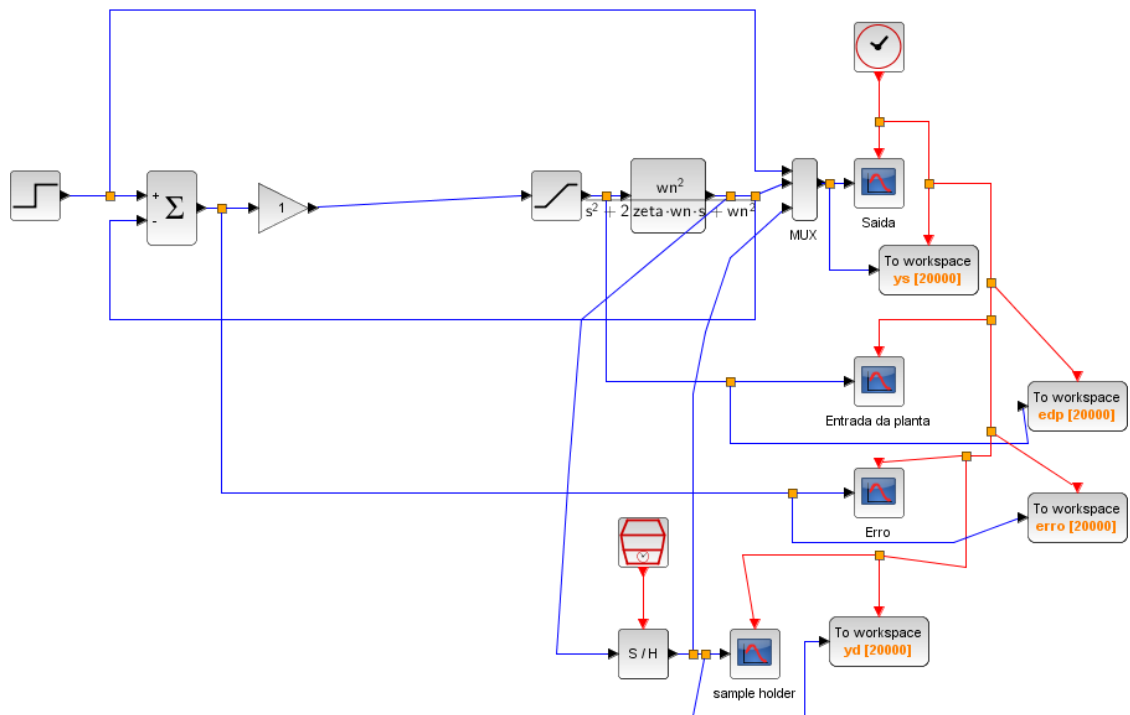 +
-
Σ
1
wn²
s² + 2 zeta·wn·s + wn²
MUX
Saida
To workspace
ys [20000]
Entrada da planta
To workspace
edp [20000]
Erro
To workspace
erro [20000]
S / H
sample holder
To workspace
yd [20000]